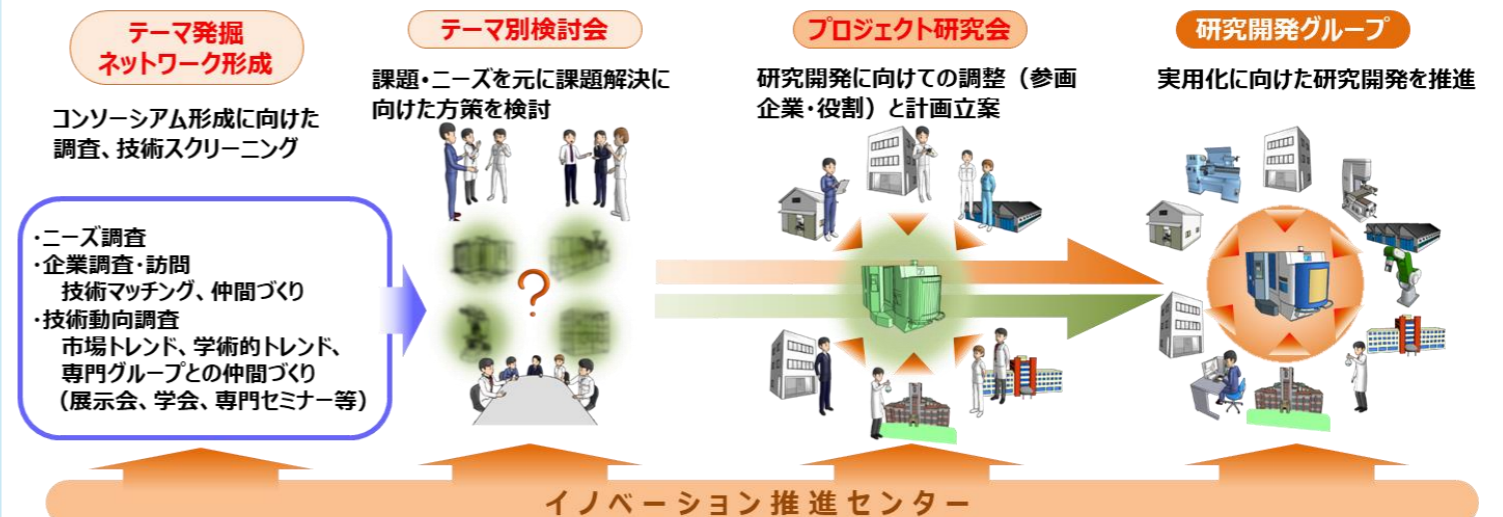 テーマ発掘
ネットワーク形成
コンソーシアム形成に向けた
調査、技術スクリーニング
・ニーズ調査
・企業調査・訪問
技術マッチング、仲間づくり
・技術動向調査
市場トレンド、学術的トレンド、
専門グループとの仲間づくり
（展示会、学会、専門セミナー等）
テーマ別検討会
課題・ニーズを元に課題解決に
向けた方策を検討
?
プロジェクト研究会
研究開発に向けての調整（参画
企業・役割）と計画立案
研究開発グループ
実用化に向けた研究開発を推進
イノベーション推進センター